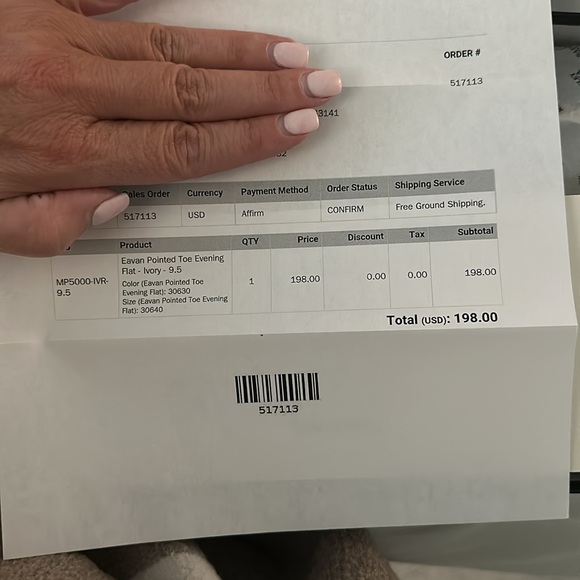 ORDER #
517113
3141
Sales Order Currency Payment Method Order Status Shipping Service
517113 USD Affirm CONFIRM Free Ground Shipping.
Product QTY Price Discount Tax Subtotal
MP5000-IVR-9.5
Eavan Pointed Toe Evening
Flat - Ivory - 9.5
Color (Eavan Pointed Toe
Evening Flat): 30630
Size (Eavan Pointed Toe Evening
Flat): 30640
1 198.00 0.00 0.00 198.00
Total (USD): 198.00
517113